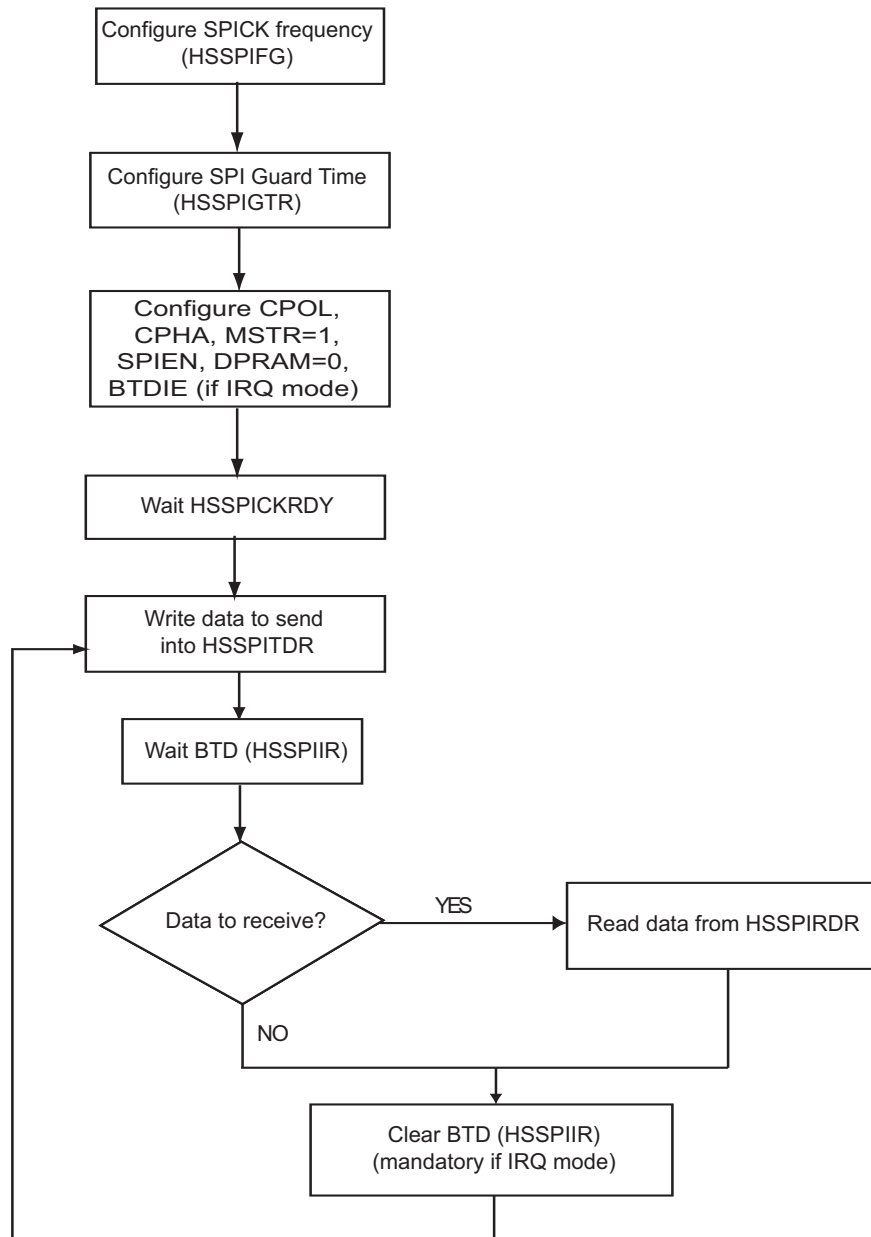 Configure SPICK frequency
(HSSPIFG)
Configure SPI Guard Time
(HSSPIGTR)
Configure CPOL,
CPHA, MSTR=1,
SPIEN, DPRAM=0,
BTDIE (if IRQ mode)
Wait HSSPICKRDY
Write data to send
into HSSPITDR
Wait BTD (HSSPIIR)
Data to receive?
YES
Read data from HSSPIRDR
NO
Clear BTD (HSSPIIR)
(mandatory if IRQ mode)